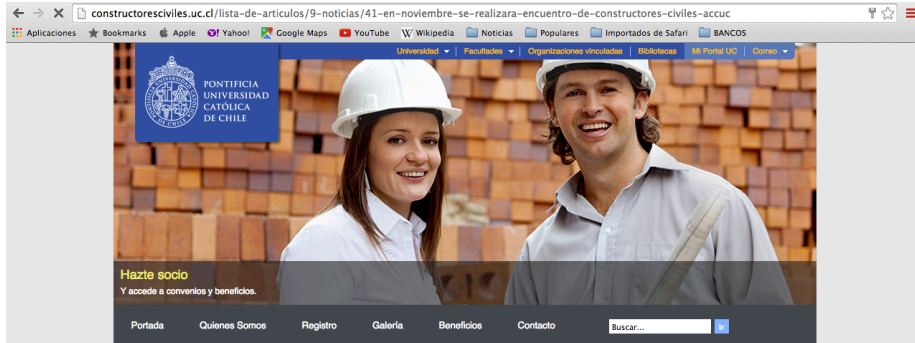 constructoresciviles.uc.cl/lista-de-articulos/9-noticias/41-en-noviembre-se-realizara-encuentro-de-constructores-civiles-accuc
Aplicaciones Bookmarks Apple Yahoo! Google Maps YouTube Wikipedia Noticias Populares Importados de Safari BANCOS
Universidad Facultades Organizaciones vinculadas Bibliotecas Mi Portal UC Correo
PONTIFICIA
UNIVERSIDAD
CATÓLICA
DE CHILE
Hazte socio
Y accede a convenios y beneficios.
Portada Quienes Somos Registro Galería Beneficios Contacto Buscar... Ir